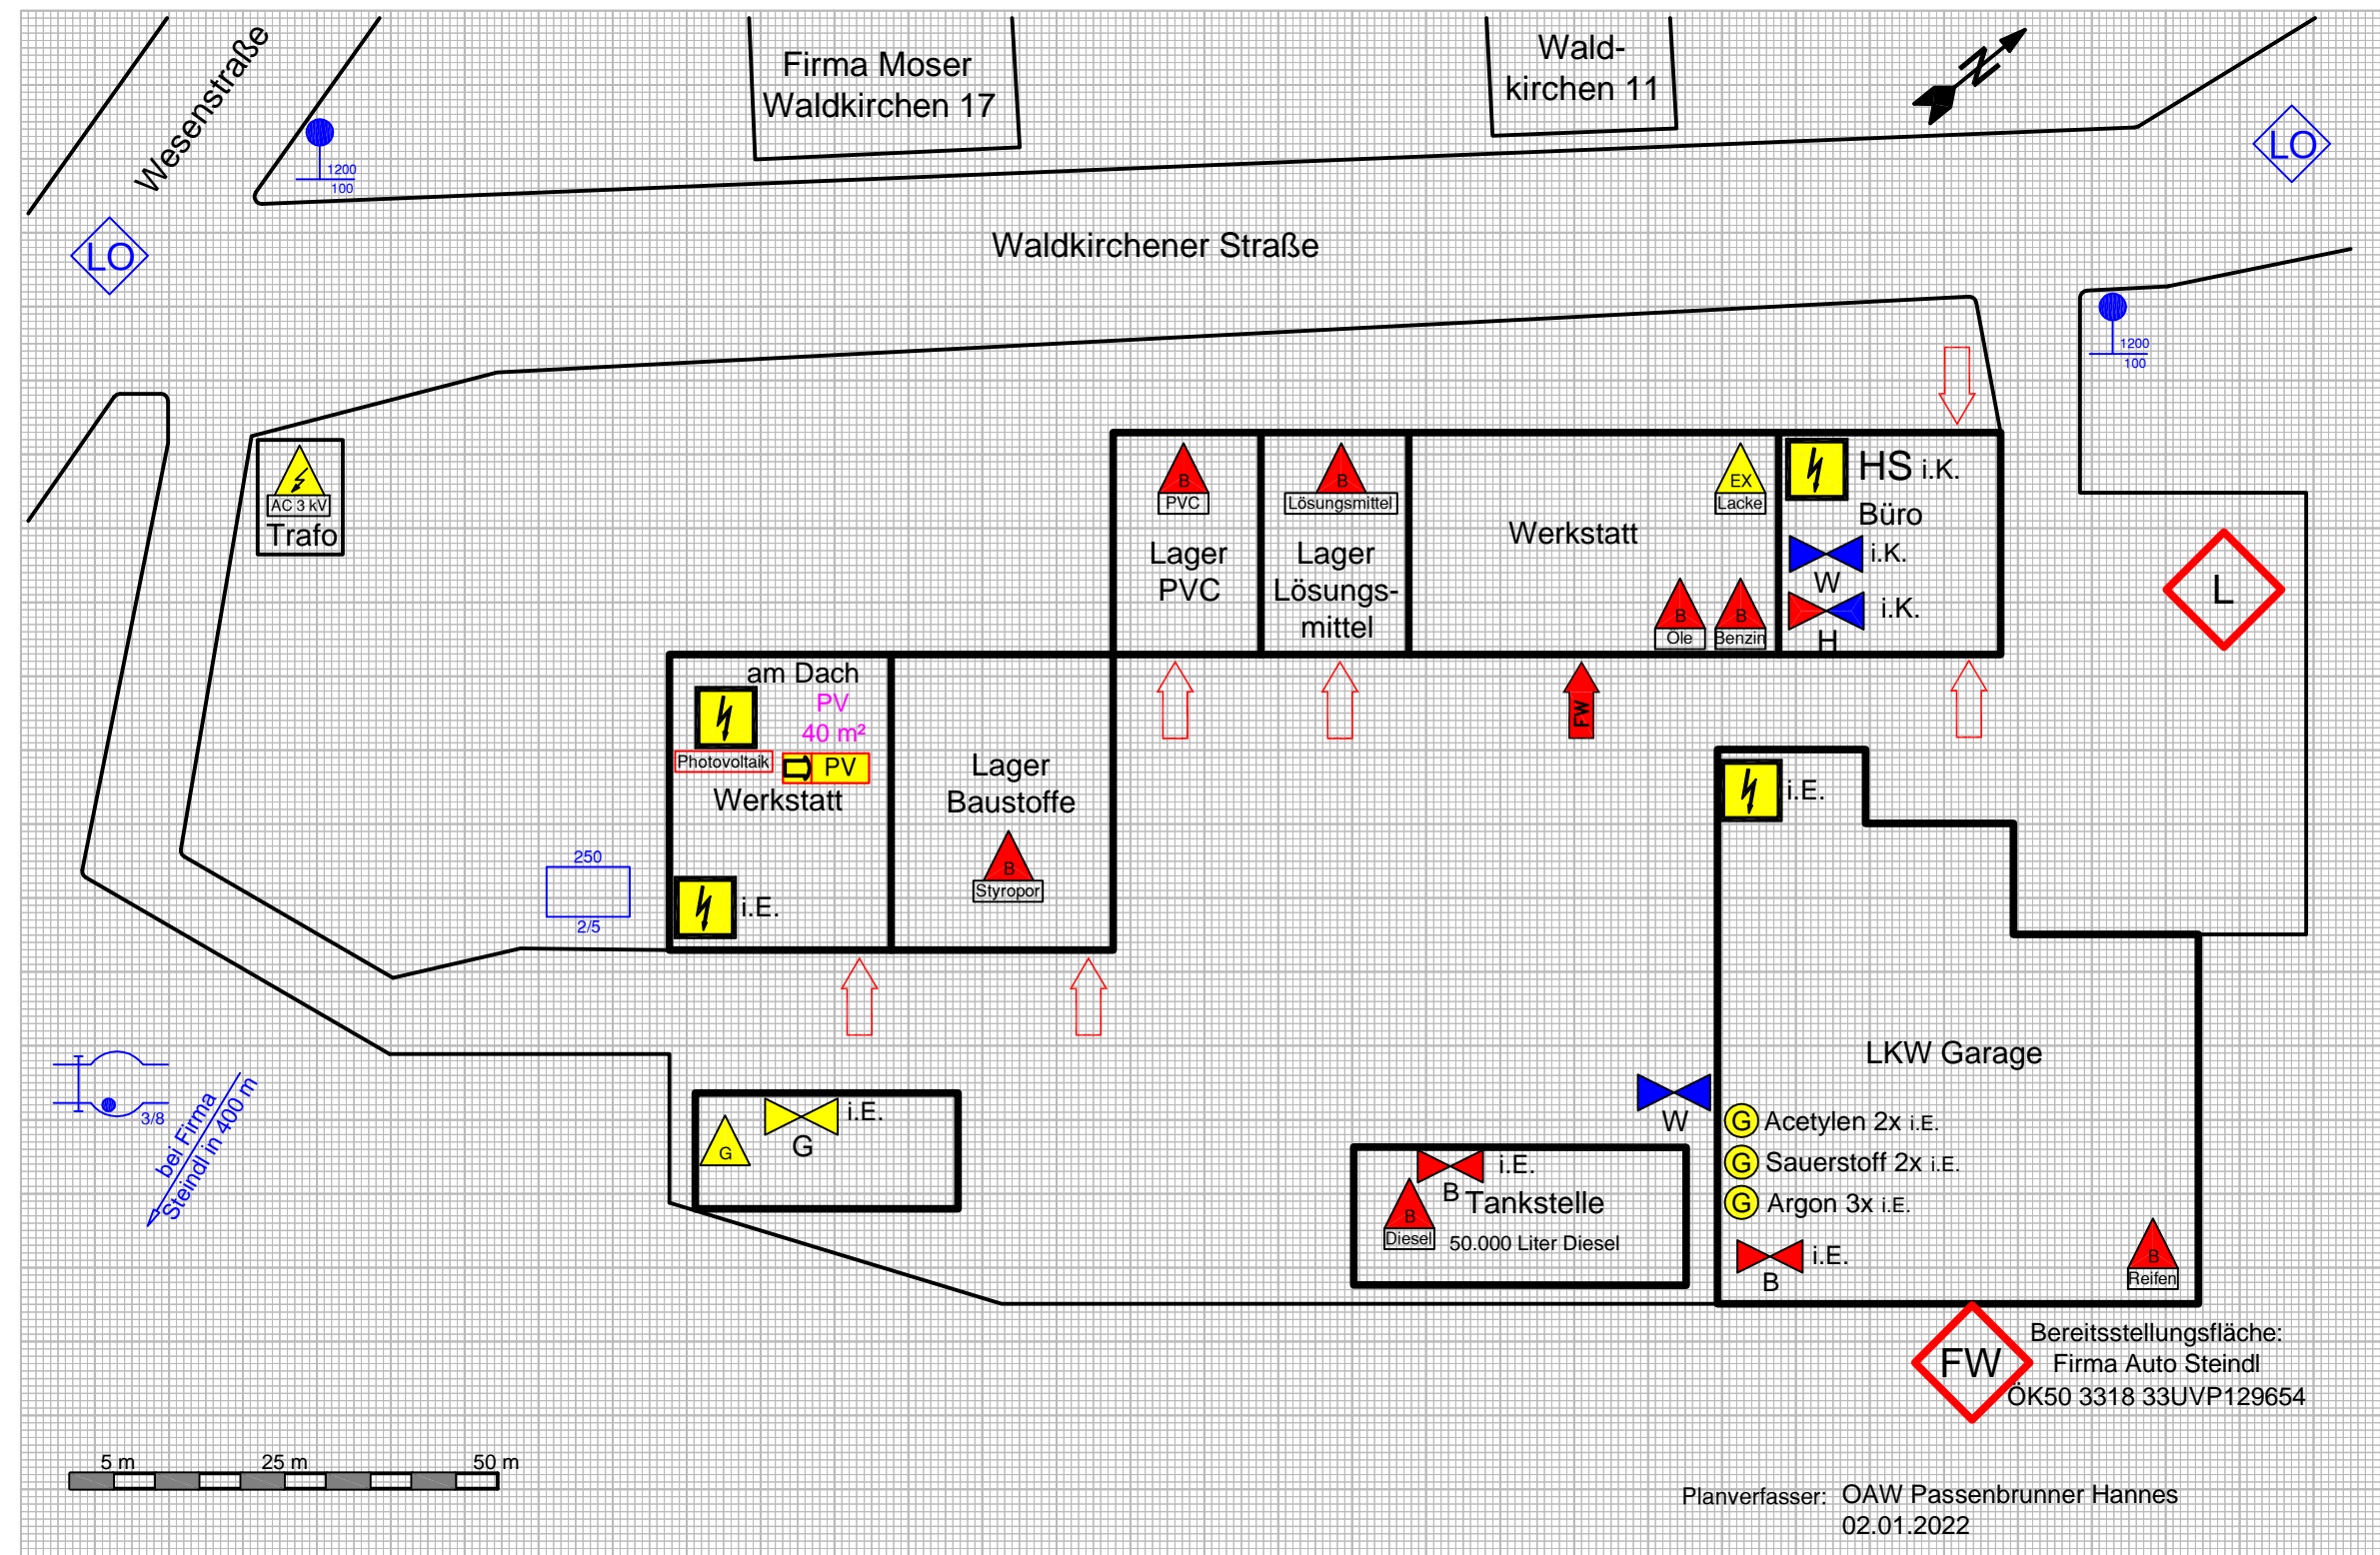 Wesenstraße
Firma Moser
Waldkirchen 17
Wald-
kirchen 11
N
1200
100
LO
LO
Waldkirchener Straße
1200
100
AC 3 kV
Trafo
B
PVC
Lager
PVC
B
Lösungsmittel
Lager
Lösungs-
mittel
Werkstatt
EX
Lacke
B
Öle
B
Benzin
HS i.K.
Büro
i.K.
W
i.K.
H
L
am Dach
PV
40 m²
Photovoltaik
PV
Werkstatt
i.E.
250
2/5
Lager
Baustoffe
B
Styropor
FW
i.E.
LKW Garage
W
G Acetylen 2x i.E.
G Sauerstoff 2x i.E.
G Argon 3x i.E.
i.E.
B
B
Reifen
3/8
bei Firma
Steindl in 400 m
G
i.E.
G
i.E.
B
Tankstelle
B
Diesel
50.000 Liter Diesel
FW
Bereitsstellungsfläche:
Firma Auto Steindl
ÖK50 3318 33UVP129654
5 m 25 m 50 m
Planverfasser: OAW Passenbrunner Hannes
02.01.2022